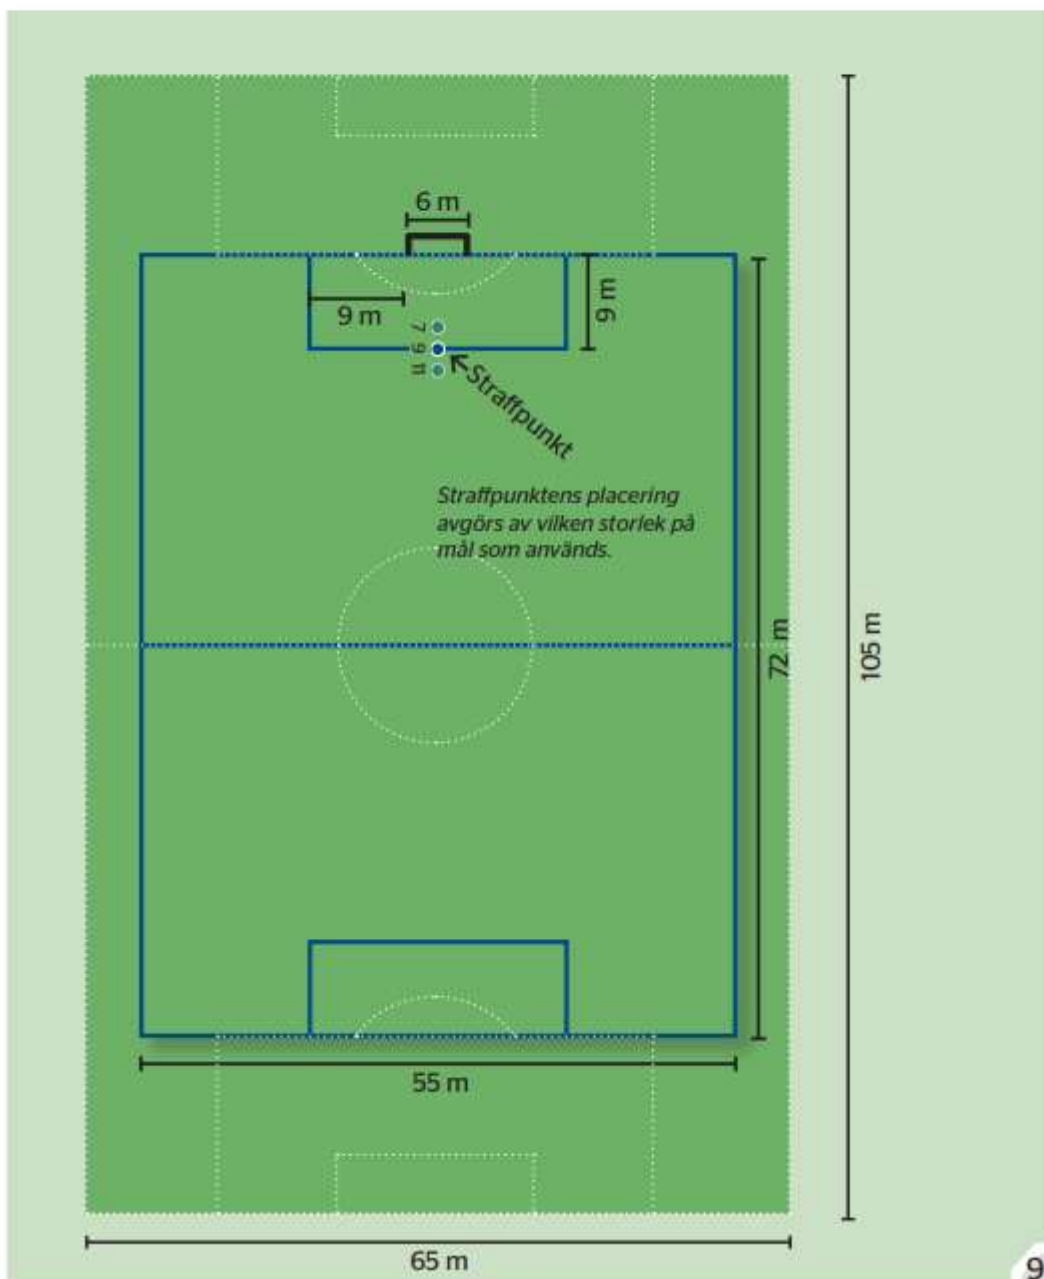 6 m
9 m
9 m
7
9
11
Straffpunkt
Straffpunktens placering
avgörs av vilken storlek på
mål som används.
72 m
105 m
55 m
65 m
9